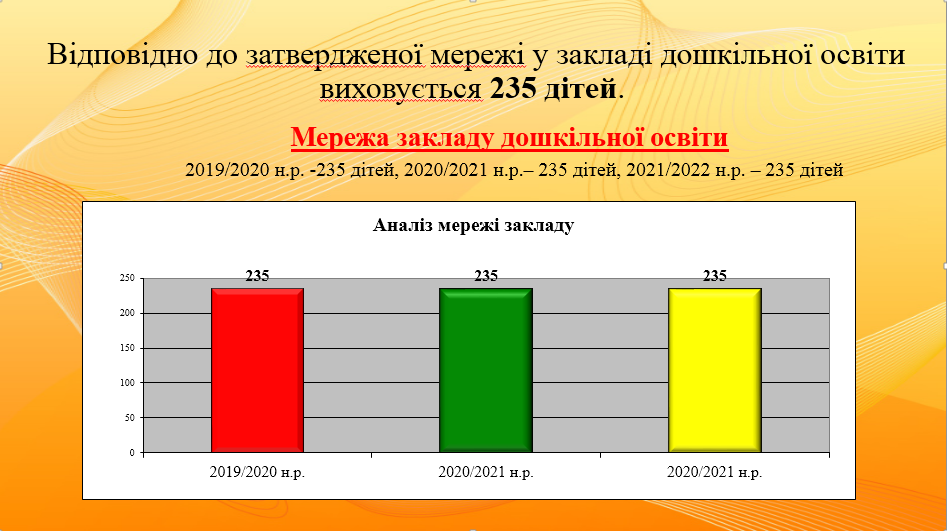 Відповідно до затвердженої мережі у закладі дошкільної освіти
виховується 235 дітей.
Мережа закладу дошкільної освіти
2019/2020 н.р. -235 дітей, 2020/2021 н.р.– 235 дітей, 2021/2022 н.р. – 235 дітей
Аналіз мережі закладу
235 235 235
250
200
150
100
50
0
2019/2020 н.р. 2020/2021 н.р. 2020/2021 н.р.